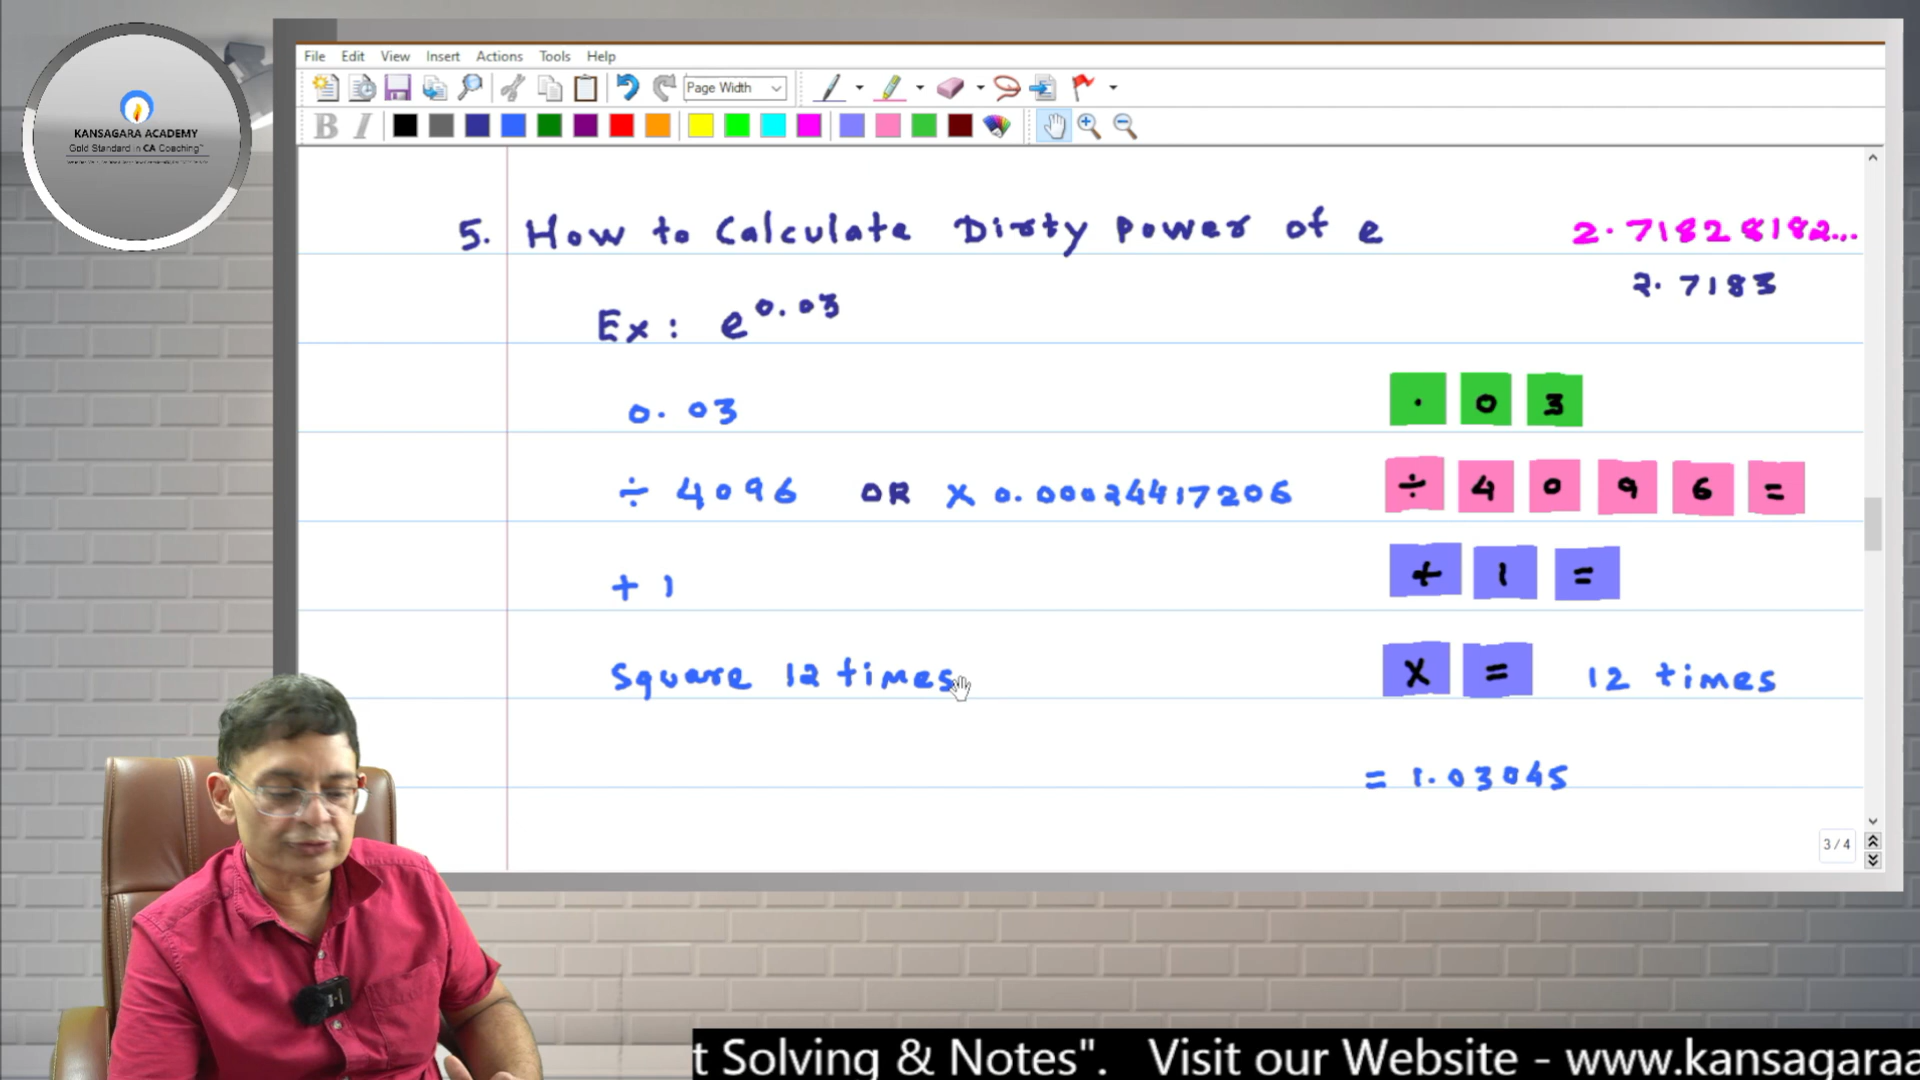 KANSAGARA ACADEMY
Gold Standard in CA Coaching™
File Edit View Insert Actions Tools Help
Page Width
B I
5. How to Calculate Dirty Power of e 2.71828182...
2.7183
Ex: e^0.03
0.03 . 0 3
÷ 4096 OR × 0.00024417206 ÷ 4 0 9 6 =
+ 1 + 1 =
Square 12 times × = 12 times
= 1.03045
3 / 4
t Solving & Notes". Visit our Website - www.kansagaraa